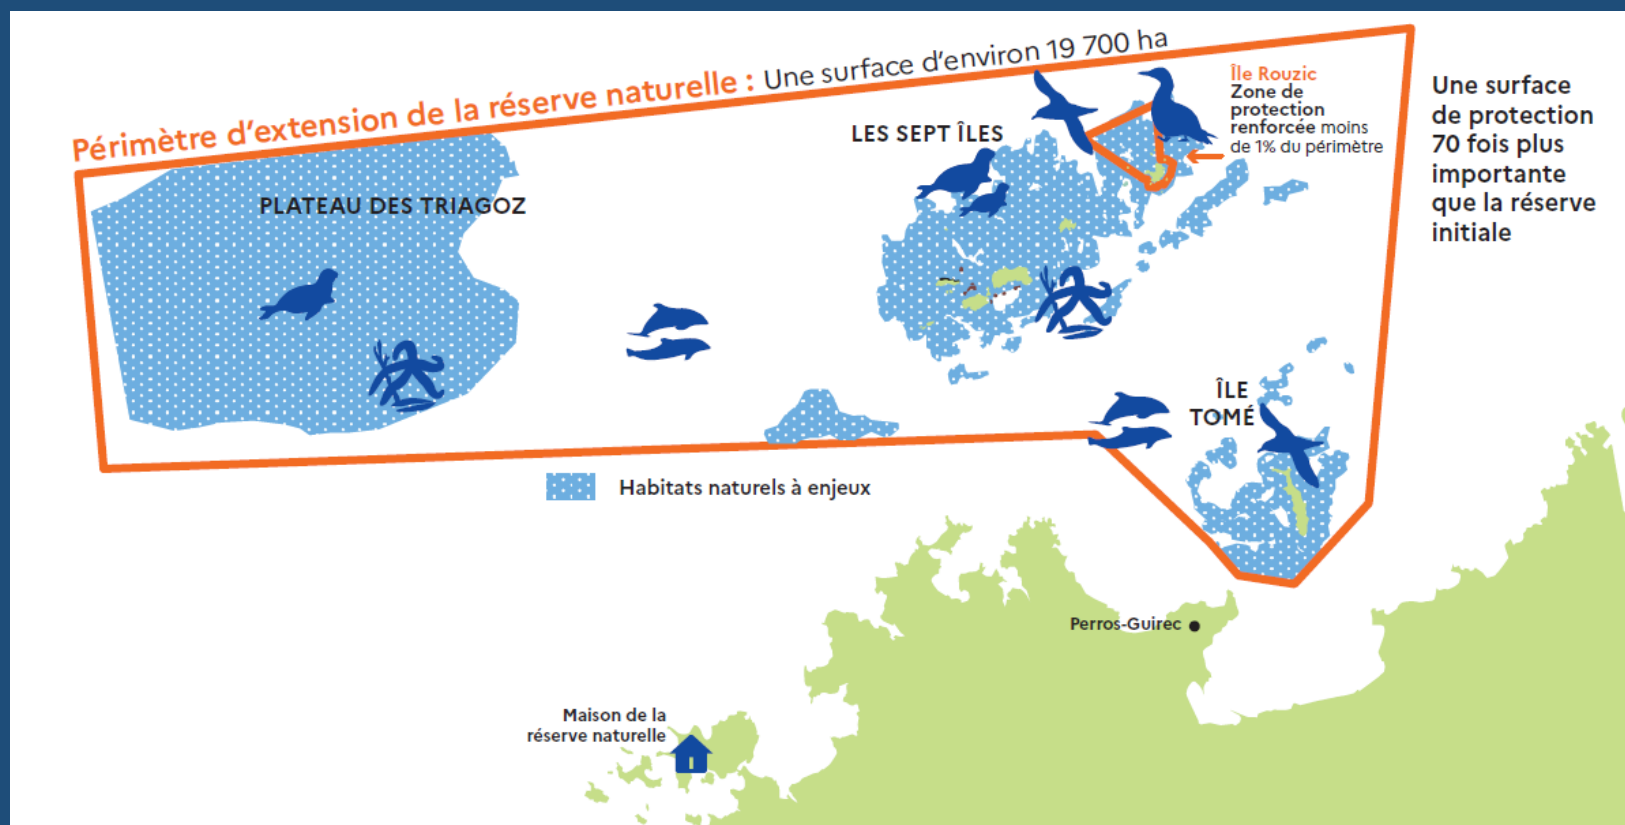 Périmètre d'extension de la réserve naturelle : Une surface d'environ 19 700 ha
Île Rouzic
Zone de
protection
renforcée moins
de 1% du périmètre
Une surface
de protection
70 fois plus
importante
que la réserve
initiale
LES SEPT ÎLES
PLATEAU DES TRIAGOZ
ÎLE
TOMÉ
Habitats naturels à enjeux
Perros-Guirec
Maison de la
réserve naturelle